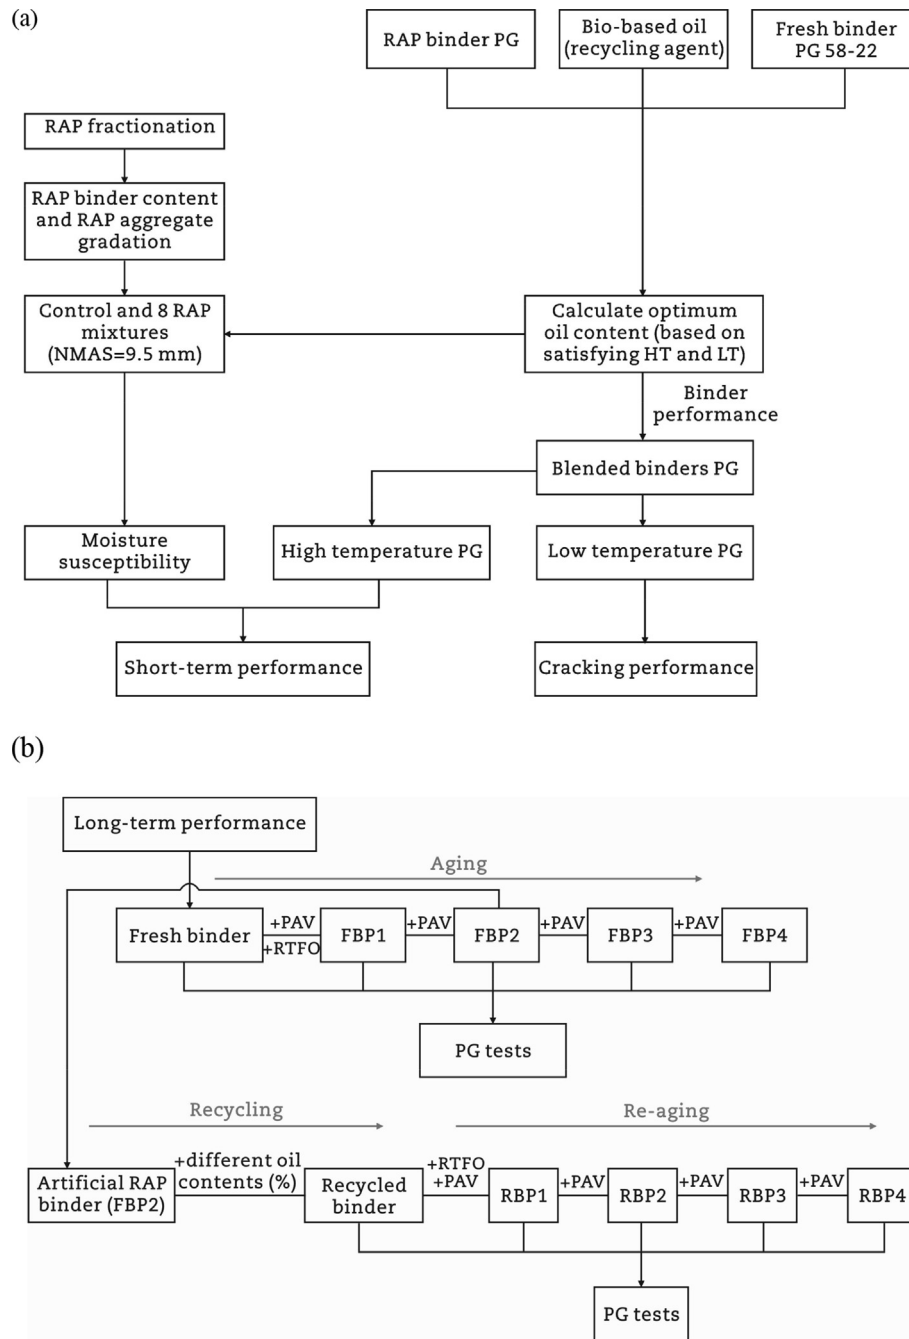 (a)
RAP binder PG
Bio-based oil
(recycling agent)
Fresh binder
PG 58-22
RAP fractionation
RAP binder content
and RAP aggregate
gradation
Control and 8 RAP
mixtures
(NMAS=9.5 mm)
Calculate optimum
oil content (based on
satisfying HT and LT)
Binder
performance
Blended binders PG
Moisture
susceptibility
High temperature PG
Low temperature PG
Short-term performance
Cracking performance
(b)
Long-term performance
Aging
Fresh binder
+PAV
+RTFO
FBP1
+PAV
FBP2
+PAV
FBP3
+PAV
FBP4
PG tests
Recycling
Re-aging
Artificial RAP
binder (FBP2)
+different oil
contents (%)
Recycled
binder
+RTFO
+PAV
RBP1
+PAV
RBP2
+PAV
RBP3
+PAV
RBP4
PG tests